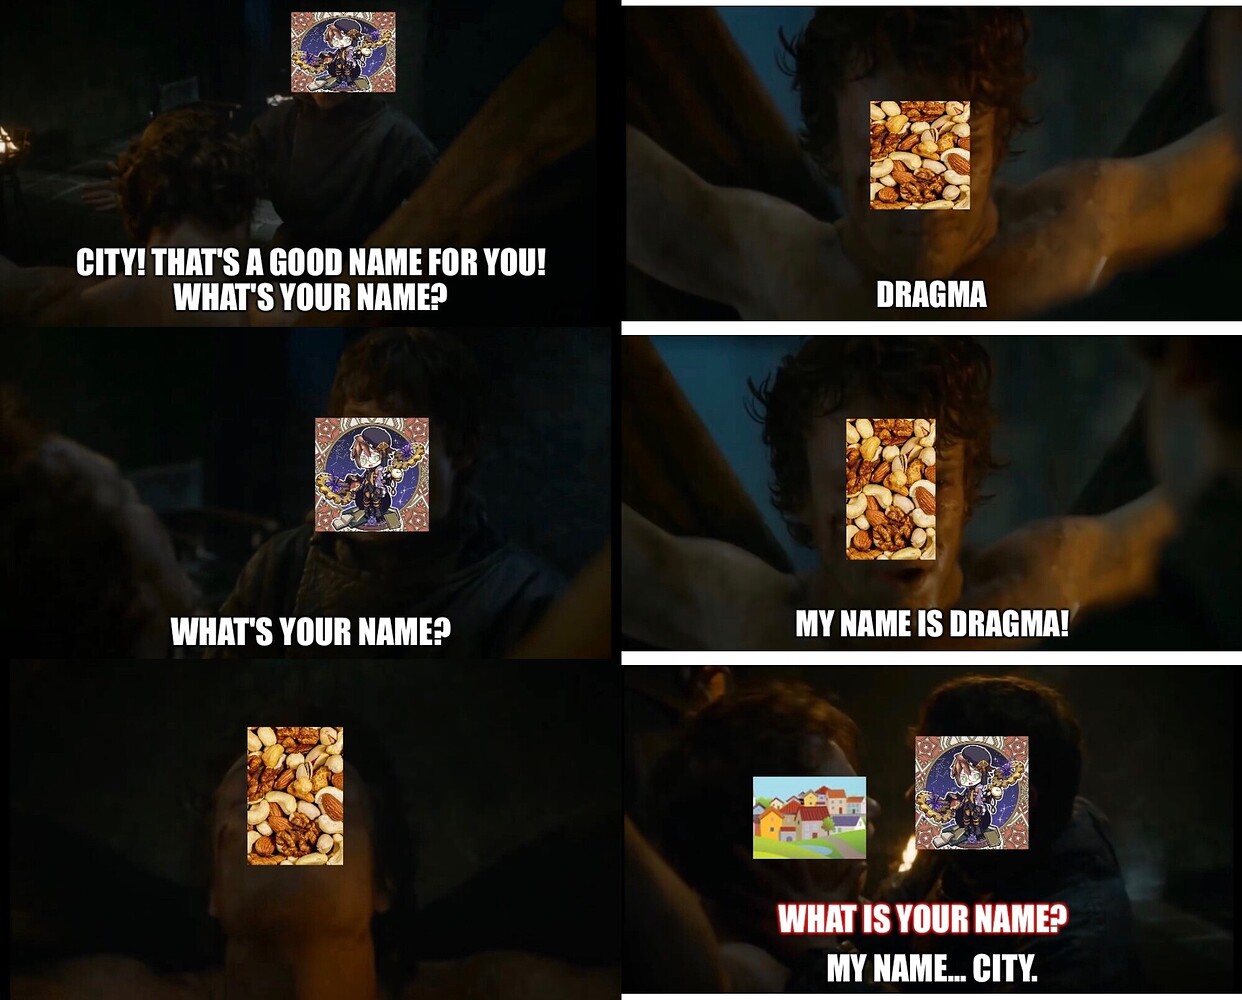 CITY! THAT'S A GOOD NAME FOR YOU!
WHAT'S YOUR NAME?
DRAGMA
WHAT'S YOUR NAME?
MY NAME IS DRAGMA!
WHAT IS YOUR NAME?
MY NAME... CITY.